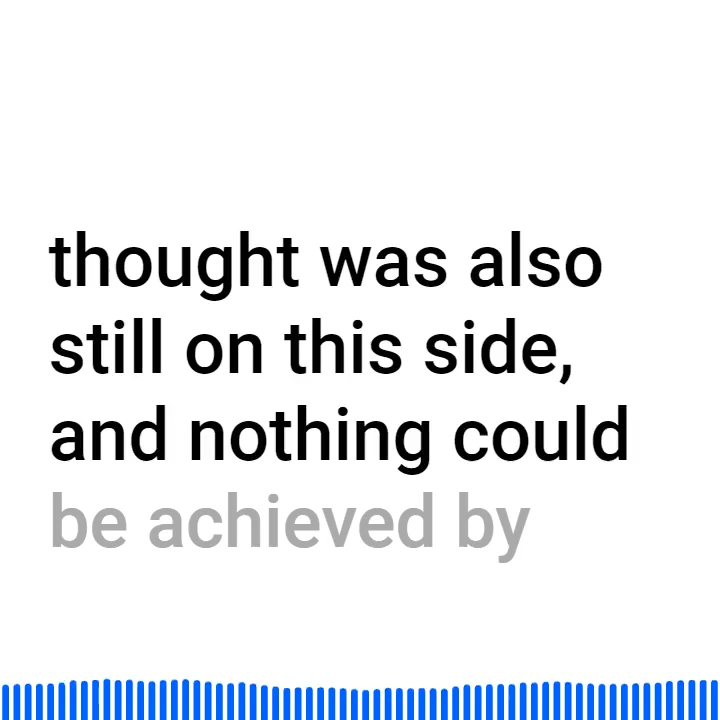 thought was also
still on this side,
and nothing could
be achieved by